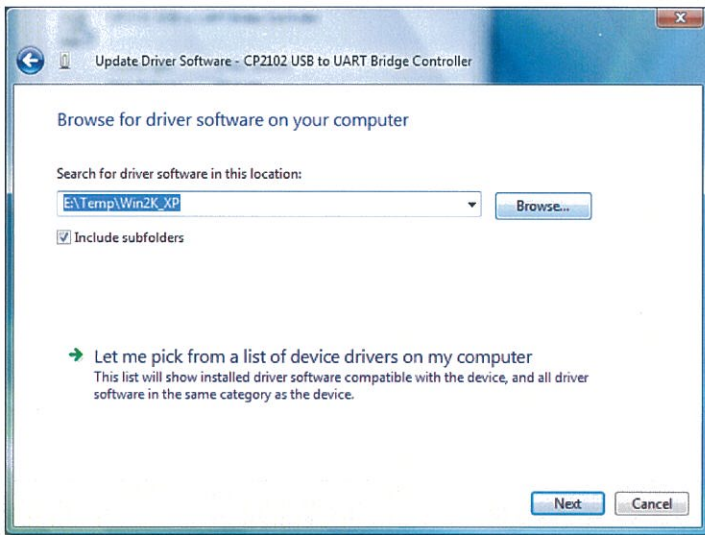 Update Driver Software - CP2102 USB to UART Bridge Controller
Browse for driver software on your computer
Search for driver software in this location:
E:\Temp\Win2K_XP
Browse...
Include subfolders
Let me pick from a list of device drivers on my computer
This list will show installed driver software compatible with the device, and all driver
software in the same category as the device.
Next
Cancel